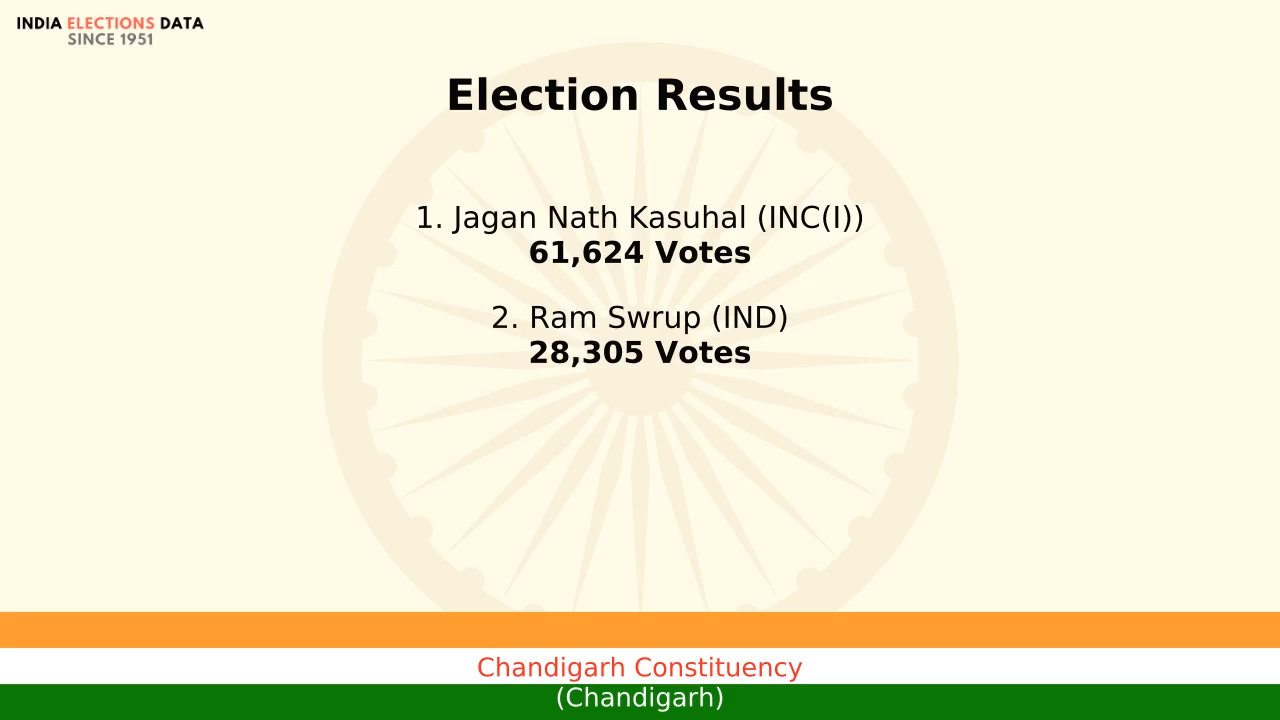 INDIA ELECTIONS DATA
SINCE 1951
Election Results
1. Jagan Nath Kasuhal (INC(I))
61,624 Votes
2. Ram Swrup (IND)
28,305 Votes
Chandigarh Constituency
(Chandigarh)